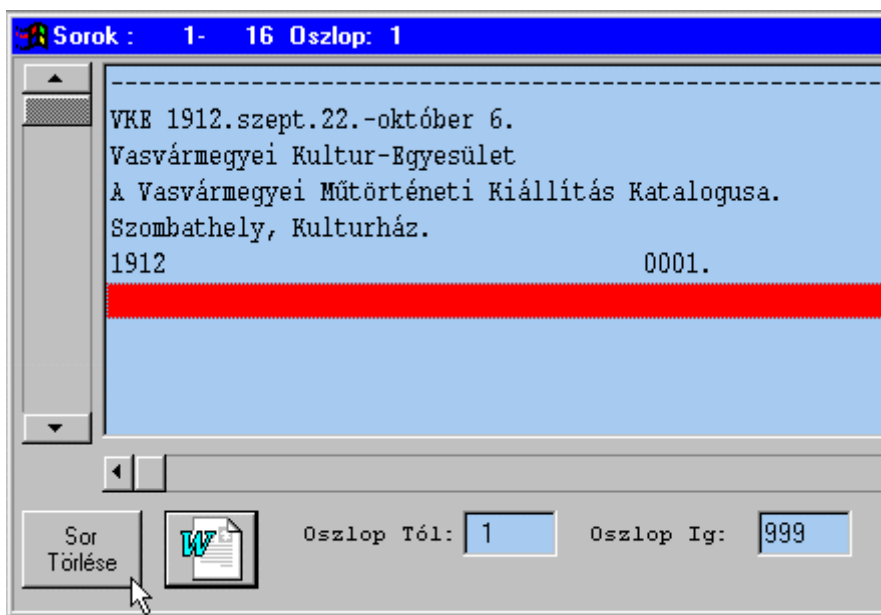 Sorok : 1- 16 Oszlop: 1
--------------------------------------------------------
VKE 1912.szept.22.-október 6.
Vasvármegyei Kultur-Egyesület
A Vasvármegyei Műtörténeti Kiállítás Katalogusa.
Szombathely, Kulturház.
1912 0001.
Sor Törlése
W
Oszlop Tól: 1 Oszlop Ig: 999